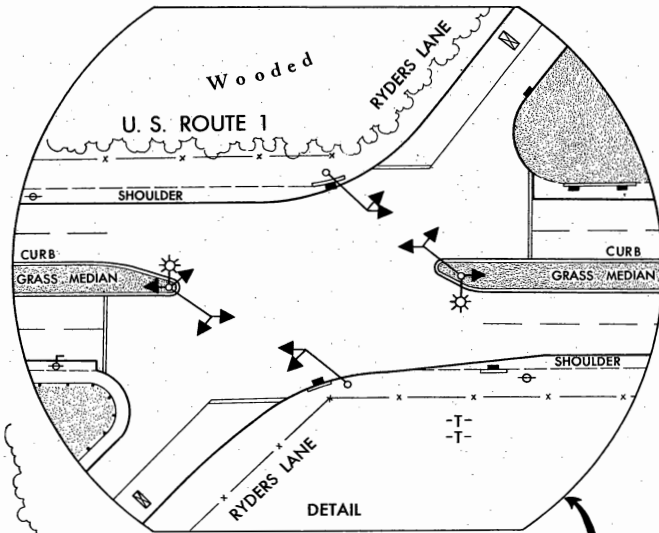 Wooded
RYDERS LANE
U. S. ROUTE 1
SHOULDER
CURB
GRASS MEDIAN
CURB
GRASS MEDIAN
SHOULDER
-T-
-T-
RYDERS LANE
DETAIL